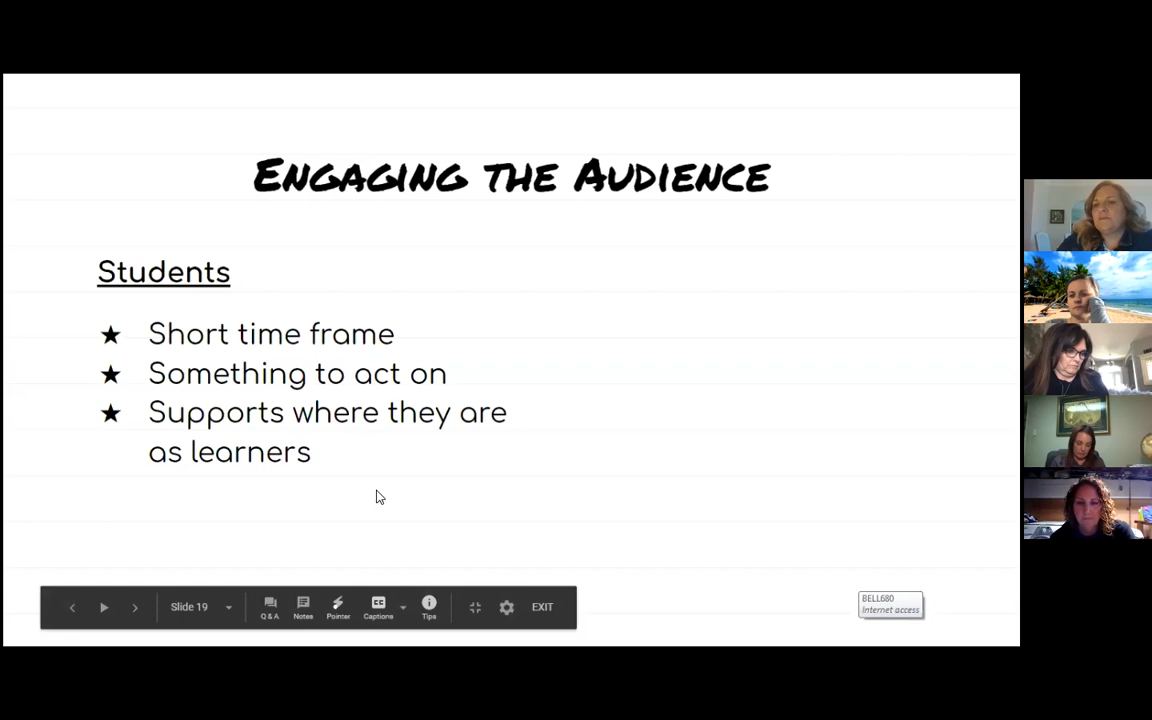 Engaging the Audience
Students
★ Short time frame
★ Something to act on
★ Supports where they are
as learners
Slide 19
Q & A
Notes
Pointer
Captions
Tips
EXIT
BELL680
Internet access